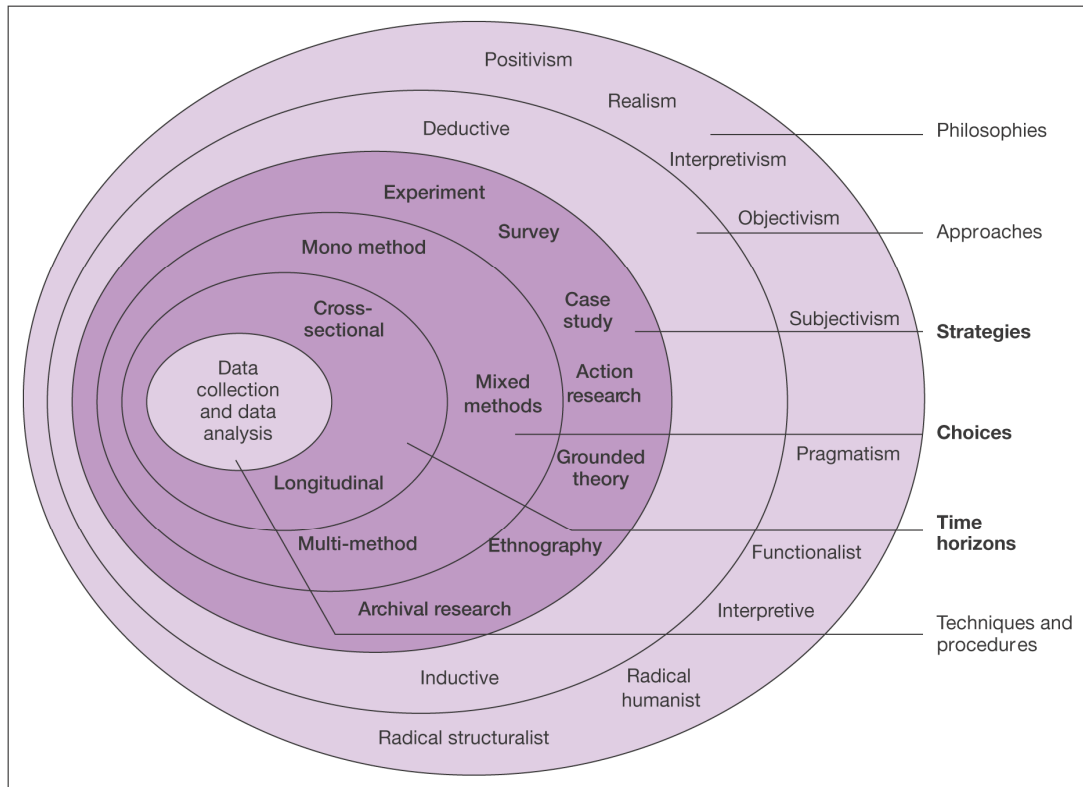 Positivism
Realism
Philosophies
Deductive
Interpretivism
Experiment
Objectivism
Survey
Approaches
Mono method
Case
study
Cross-
sectional
Subjectivism
Strategies
Data
collection
and data
analysis
Mixed
methods
Action
research
Choices
Pragmatism
Grounded
theory
Longitudinal
Time
horizons
Multi-method
Ethnography
Functionalist
Archival research
Interpretive
Techniques and
procedures
Inductive
Radical
humanist
Radical structuralist